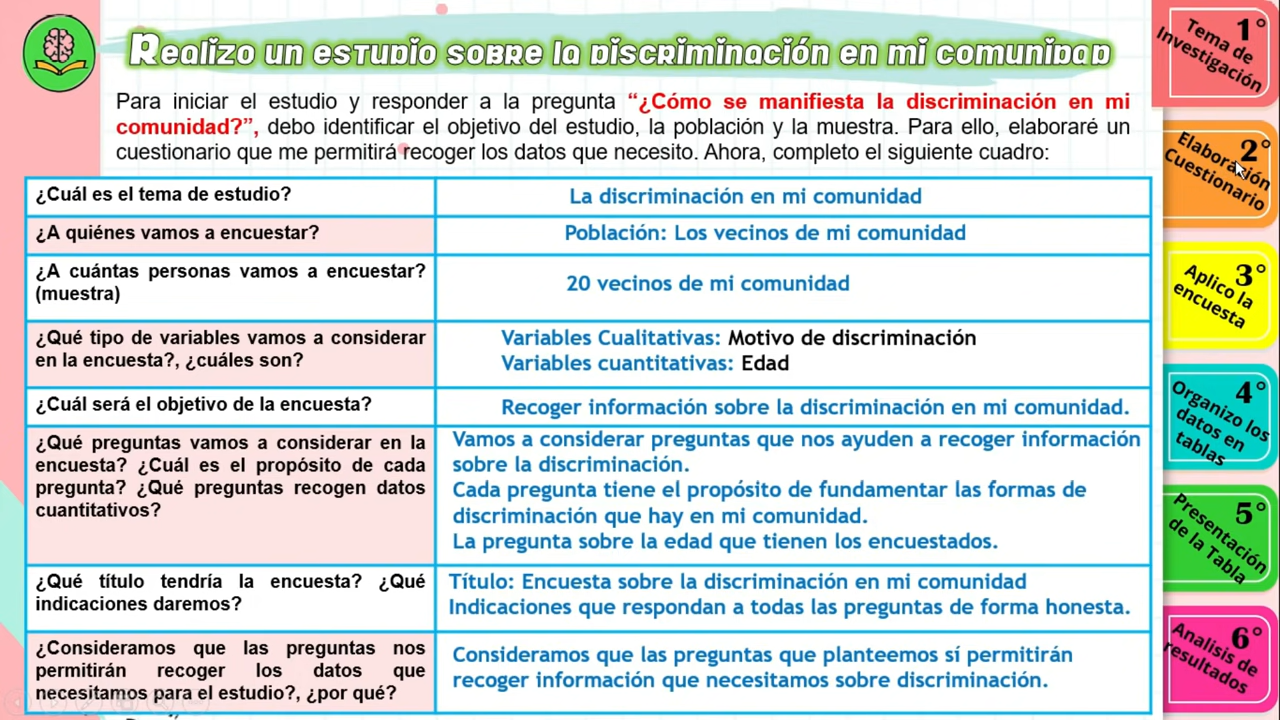 Realizo un estudio sobre la discriminación en mi comunidad
Para iniciar el estudio y responder a la pregunta “¿Cómo se manifiesta la discriminación en mi
comunidad?”, debo identificar el objetivo del estudio, la población y la muestra. Para ello, elaboraré un
cuestionario que me permitirá recoger los datos que necesito. Ahora, completo el siguiente cuadro:
¿Cuál es el tema de estudio?
La discriminación en mi comunidad
¿A quiénes vamos a encuestar?
Población: Los vecinos de mi comunidad
¿A cuántas personas vamos a encuestar?
(muestra)
20 vecinos de mi comunidad
¿Qué tipo de variables vamos a considerar
en la encuesta?, ¿cuáles son?
Variables Cualitativas: Motivo de discriminación
Variables cuantitativas: Edad
¿Cuál será el objetivo de la encuesta?
Recoger información sobre la discriminación en mi comunidad.
¿Qué preguntas vamos a considerar en la
encuesta? ¿Cuál es el propósito de cada
pregunta? ¿Qué preguntas recogen datos
cuantitativos?
Vamos a considerar preguntas que nos ayuden a recoger información
sobre la discriminación.
Cada pregunta tiene el propósito de fundamentar las formas de
discriminación que hay en mi comunidad.
La pregunta sobre la edad que tienen los encuestados.
¿Qué título tendría la encuesta? ¿Qué
indicaciones daremos?
Título: Encuesta sobre la discriminación en mi comunidad
Indicaciones que respondan a todas las preguntas de forma honesta.
¿Consideramos que las preguntas nos
permitirán recoger los datos que
necesitamos para el estudio?, ¿por qué?
Consideramos que las preguntas que planteemos sí permitirán
recoger información que necesitamos sobre discriminación.
1°
Tema de
Investigación
2°
Elaboración
Cuestionario
3°
Aplico la
encuesta
4°
Organizo los
datos en
tablas
5°
Presentación
de la Tabla
6°
Analisis de
resultados